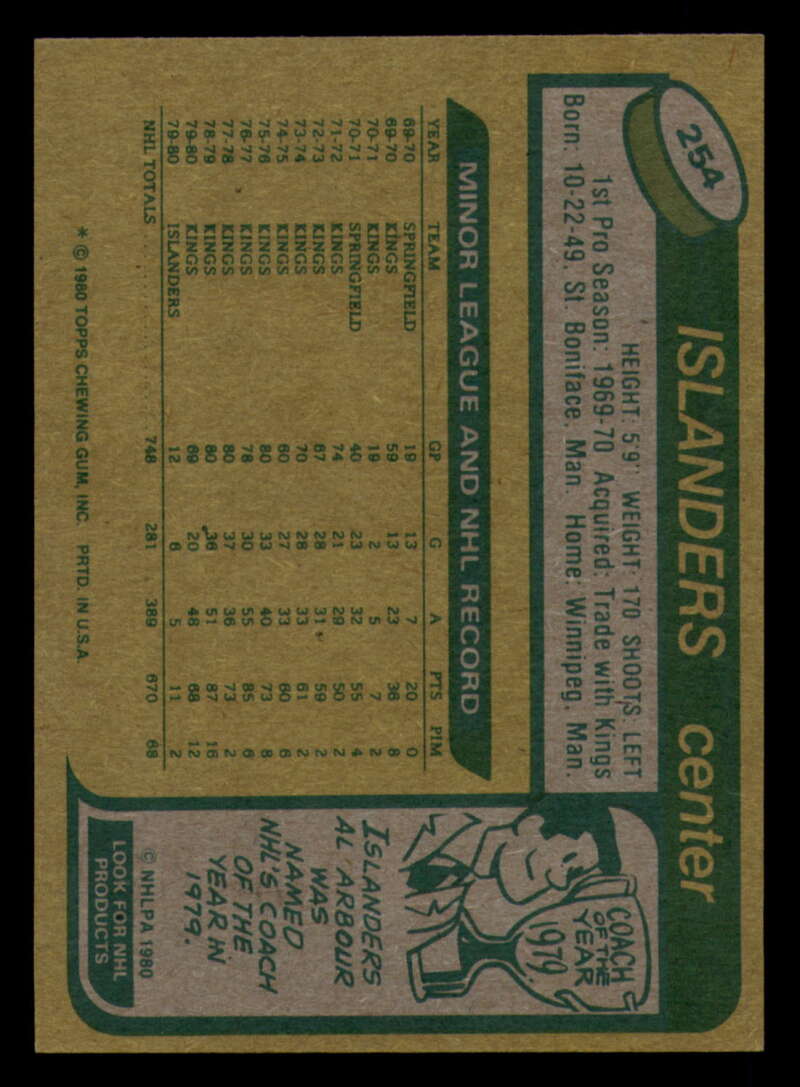 254
ISLANDERS center
HEIGHT: 5'9" WEIGHT: 170 SHOOTS: LEFT
1st Pro Season: 1969-70 Acquired: Trade with Kings
Born: 10-22-49. St. Boniface. Man. Home: Winnipeg. Man.
MINOR LEAGUE AND NHL RECORD
YEAR TEAM GP G A PTS PIM
69-70 SPRINGFIELD 19 13 7 20 0
69-70 KINGS 59 13 23 36 8
70-71 KINGS 19 2 5 7 2
70-71 SPRINGFIELD 40 23 32 55 4
71-72 KINGS 74 21 29 50 2
72-73 KINGS 67 28 31 59 2
73-74 KINGS 70 28 33 61 2
74-75 KINGS 60 27 33 60 6
75-76 KINGS 80 33 40 73 8
76-77 KINGS 78 30 55 85 6
77-78 KINGS 80 37 36 73 2
78-79 KINGS 80 36 51 87 16
79-80 KINGS 69 20 48 68 12
79-80 ISLANDERS 12 6 5 11 2
NHL TOTALS 748 281 389 670 68
* © 1980 TOPPS CHEWING GUM, INC. PRTD. IN U.S.A.
COACH
OF THE
YEAR
1979
ISLANDERS
AL ARBOUR
WAS
NAMED
NHL'S COACH
OF THE
YEAR IN
1979.
© NHLPA 1980
LOOK FOR NHL
PRODUCTS